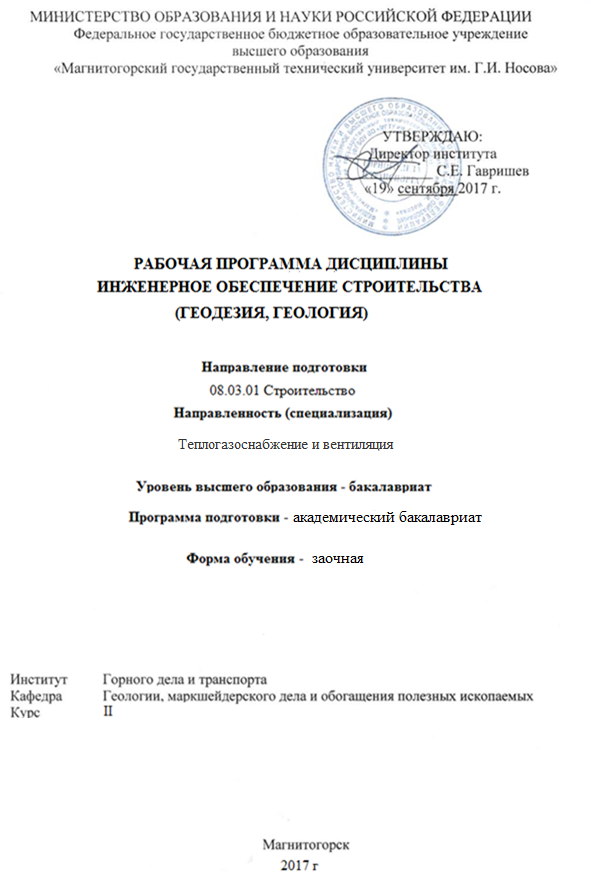 МИНИСТЕРСТВО ОБРАЗОВАНИЯ И НАУКИ РОССИЙСКОЙ ФЕДЕРАЦИИ
Федеральное государственное бюджетное образовательное учреждение
высшего образования
«Магнитогорский государственный технический университет им. Г.И. Носова»
УТВЕРЖДАЮ:
Директор института
С.Е. Гавришев
«19» сентября 2017 г.
РАБОЧАЯ ПРОГРАММА ДИСЦИПЛИНЫ
ИНЖЕНЕРНОЕ ОБЕСПЕЧЕНИЕ СТРОИТЕЛЬСТВА
(ГЕОДЕЗИЯ, ГЕОЛОГИЯ)
Направление подготовки
08.03.01 Строительство
Направленность (специализация)
Теплогазоснабжение и вентиляция
Уровень высшего образования - бакалавриат
Программа подготовки - академический бакалавриат
Форма обучения - заочная
Институт Горного дела и транспорта
Кафедра Геологии, маркшейдерского дела и обогащения полезных ископаемых
Курс II
Магнитогорск
2017 г